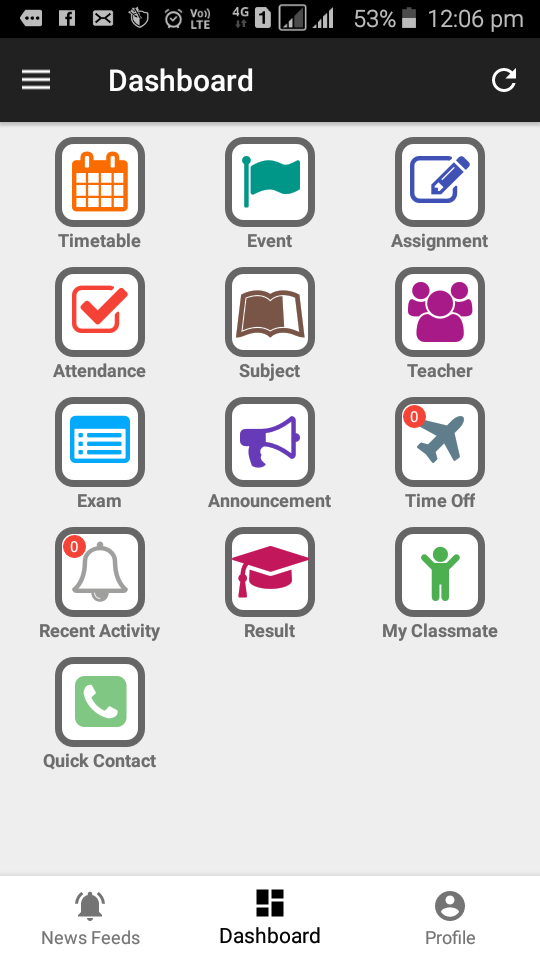 Vo) LTE 4G 1 53% 12:06 pm
Dashboard
Timetable Event Assignment
Attendance Subject Teacher
0
Exam Announcement Time Off
0
Recent Activity Result My Classmate
Quick Contact
News Feeds Dashboard Profile